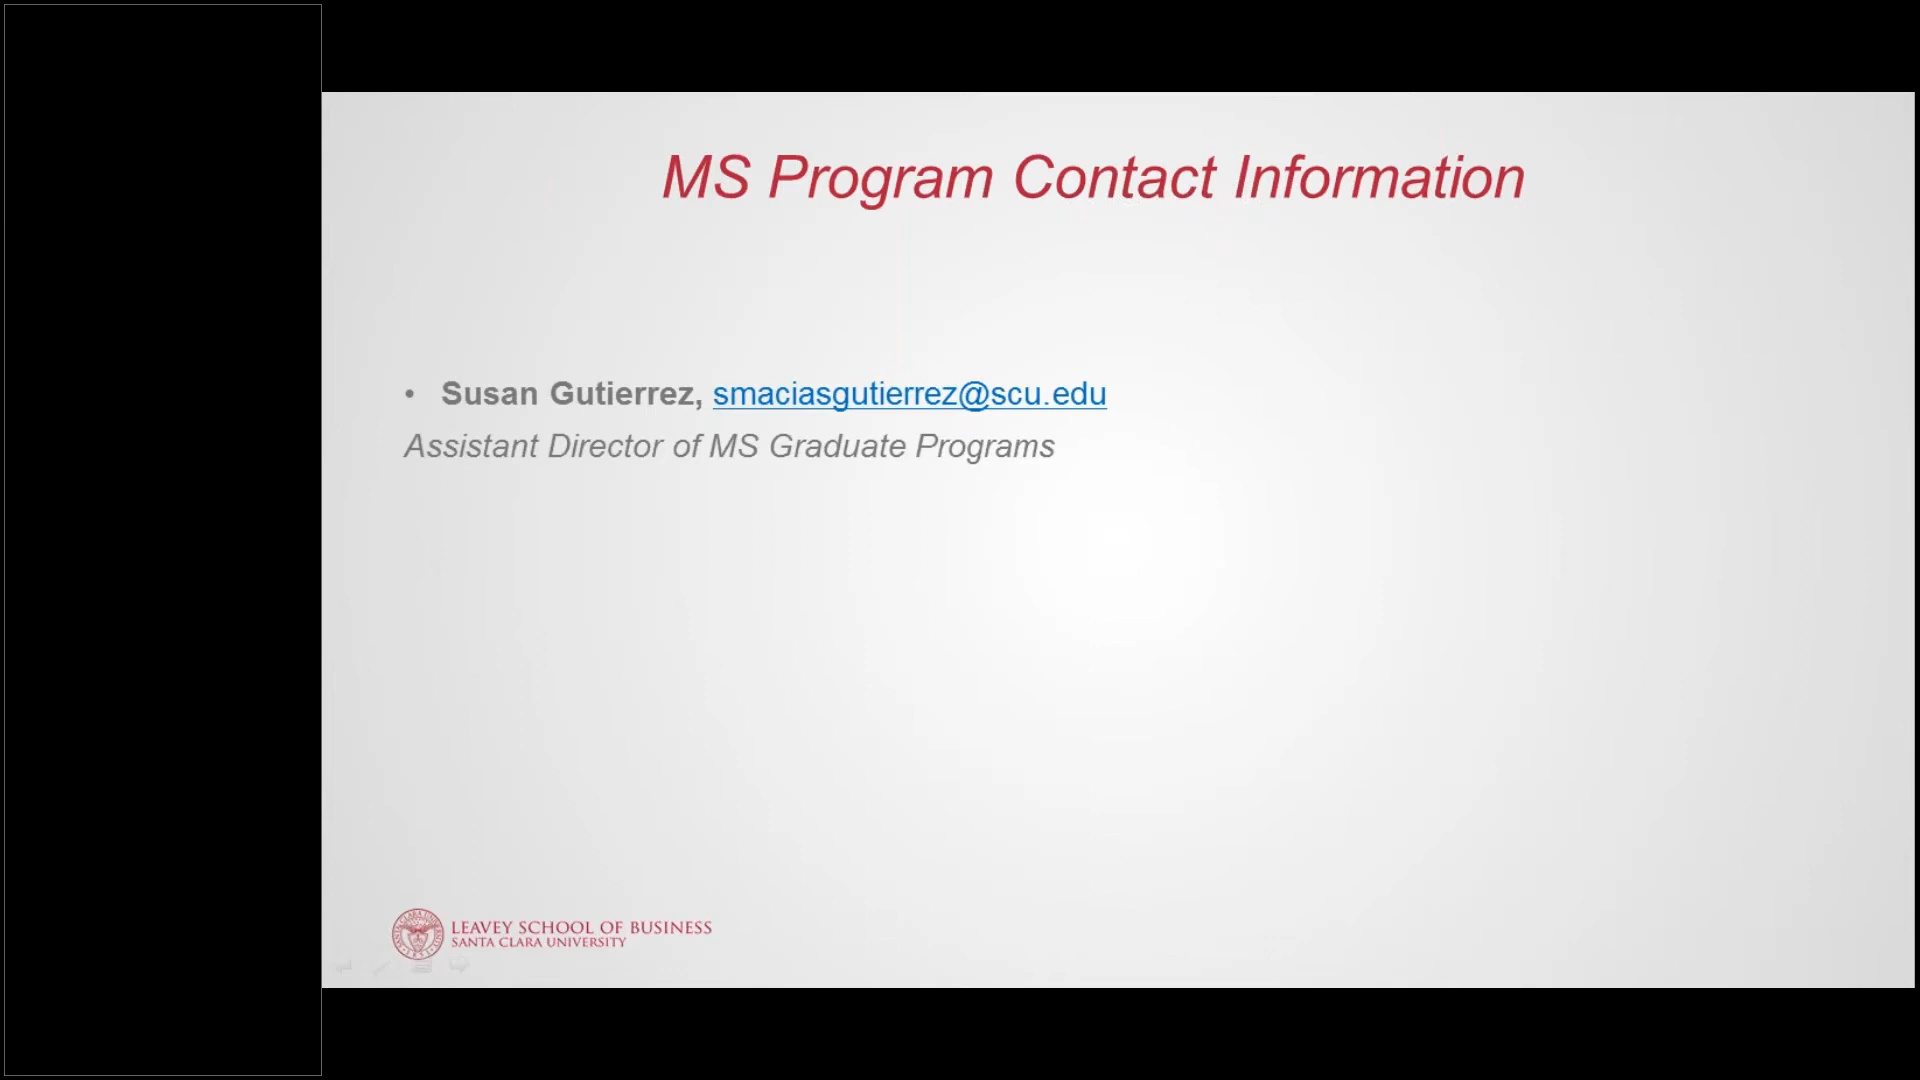 MS Program Contact Information
• Susan Gutierrez, smaciasgutierrez@scu.edu
Assistant Director of MS Graduate Programs
LEAVEY SCHOOL OF BUSINESS
SANTA CLARA UNIVERSITY